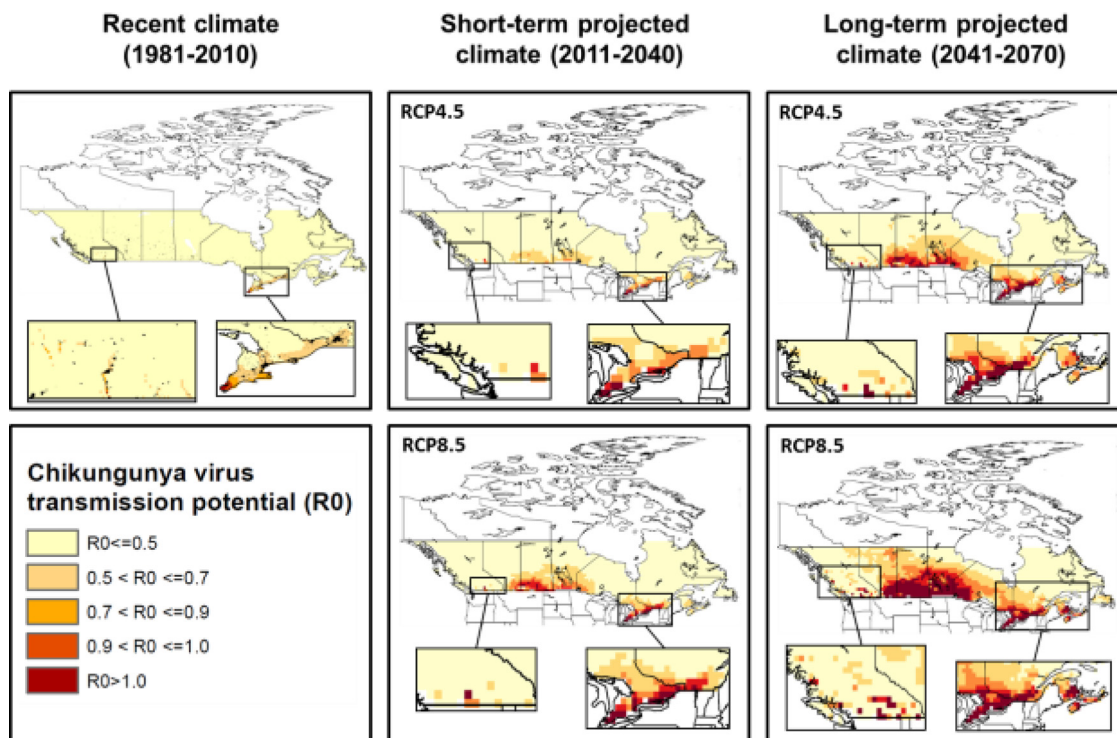 Recent climate
(1981-2010)
Short-term projected
climate (2011-2040)
Long-term projected
climate (2041-2070)
RCP4.5
RCP4.5
Chikungunya virus
transmission potential (R0)
R0<=0.5
0.5 < R0 <=0.7
0.7 < R0 <=0.9
0.9 < R0 <=1.0
R0>1.0
RCP8.5
RCP8.5